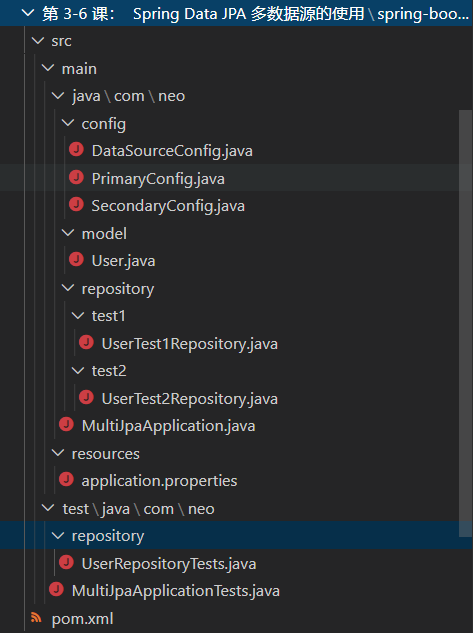 第 3-6 课： Spring Data JPA 多数据源的使用\spring-boo...
src
main
java\com\neo
config
DataSourceConfig.java
PrimaryConfig.java
SecondaryConfig.java
model
User.java
repository
test1
UserTest1Repository.java
test2
UserTest2Repository.java
MultiJpaApplication.java
resources
application.properties
test\java\com\neo
repository
UserRepositoryTests.java
MultiJpaApplicationTests.java
pom.xml